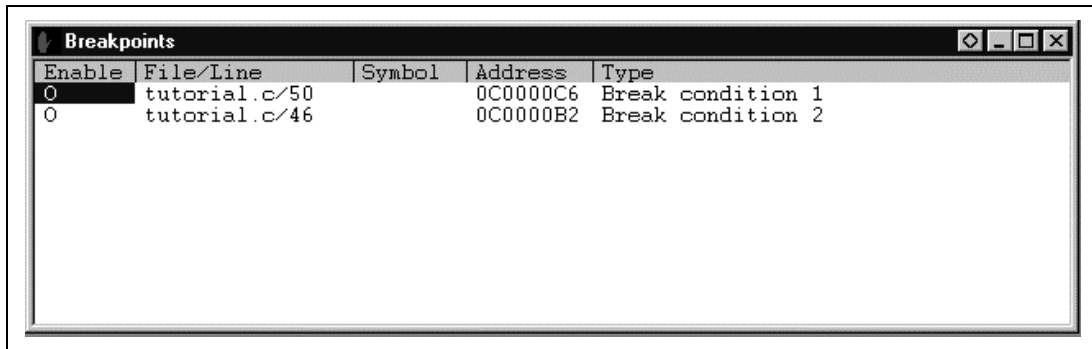 Breakpoints
Enable File/Line Symbol Address Type
O tutorial.c/50 0C0000C6 Break condition 1
O tutorial.c/46 0C0000B2 Break condition 2